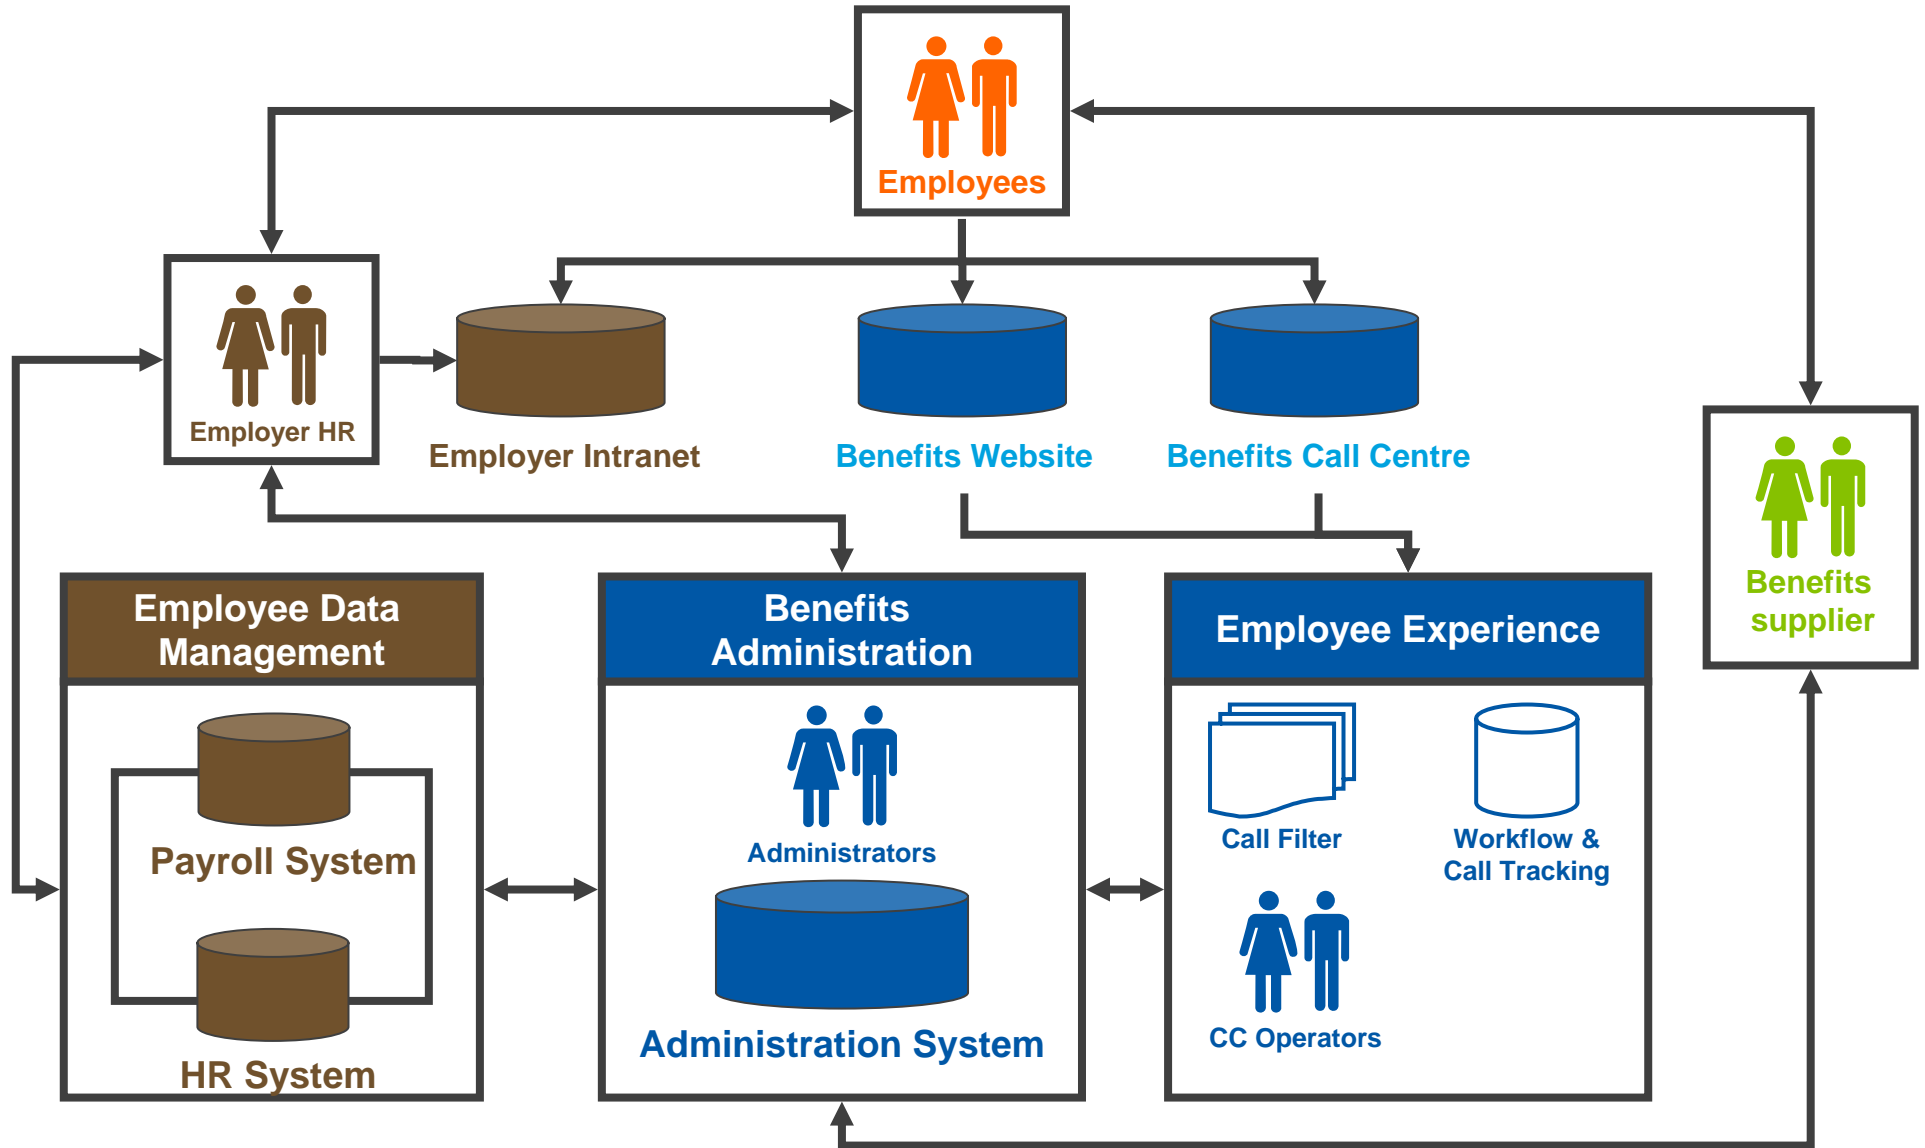 Employees
Employer HR
Employer Intranet
Benefits Website
Benefits Call Centre
Benefits
supplier
Employee Data
Management
Payroll System
HR System
Benefits
Administration
Administrators
Administration System
Employee Experience
Call Filter
Workflow &
Call Tracking
CC Operators